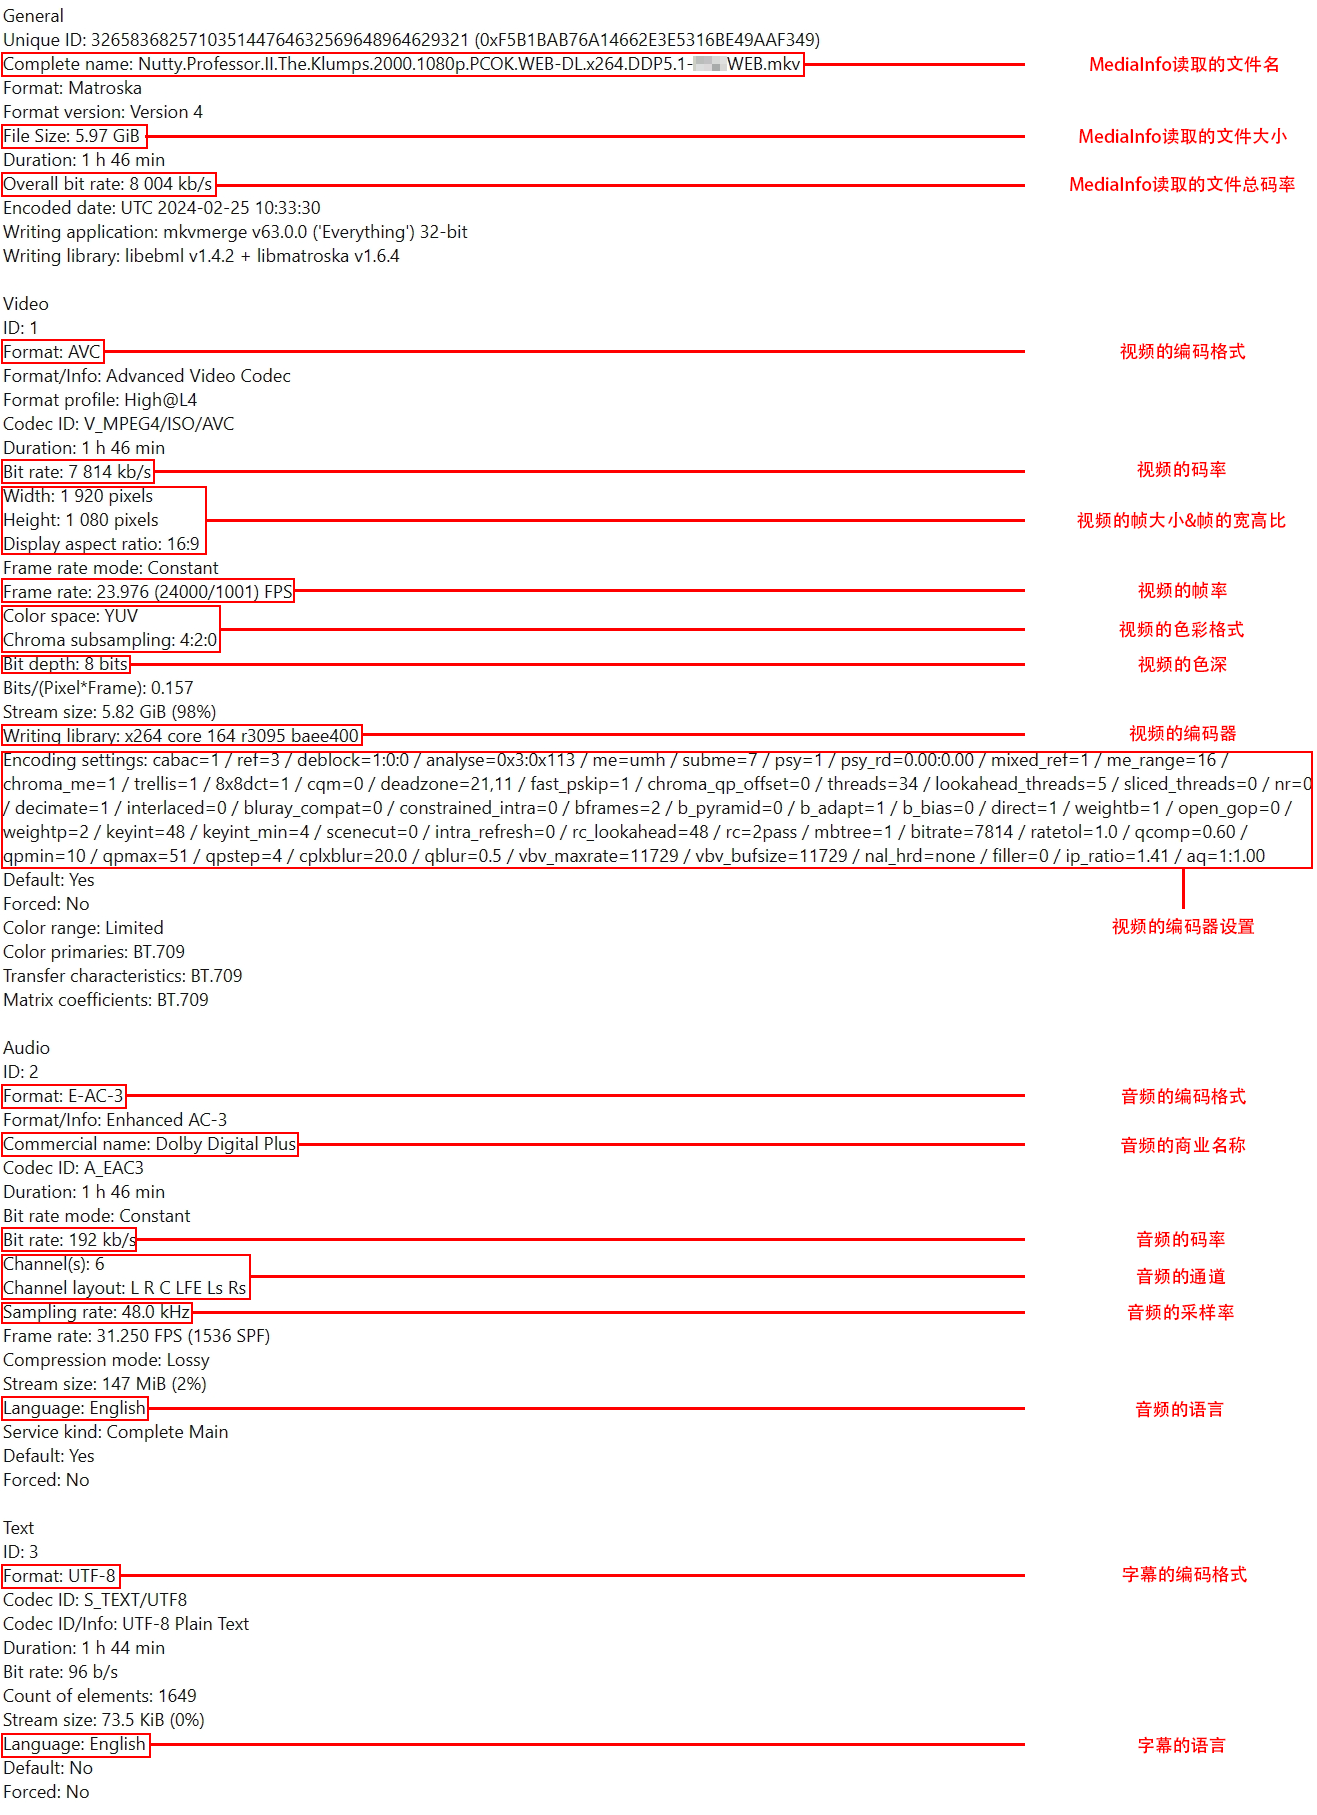 General
Unique ID: 326583682571035144764632569648964629321 (0xF5B1BAB76A14662E3E5316BE49AAF349)
Complete name: Nutty.Professor.II.The.Klumps.2000.1080p.PCOK.WEB-DL.x264.DDP5.1- WEB.mkv MediaInfo读取的文件名
Format: Matroska
Format version: Version 4
File Size: 5.97 GiB MediaInfo读取的文件大小
Duration: 1 h 46 min
Overall bit rate: 8 004 kb/s MediaInfo读取的文件总码率
Encoded date: UTC 2024-02-25 10:33:30
Writing application: mkvmerge v63.0.0 ('Everything') 32-bit
Writing library: libebml v1.4.2 + libmatroska v1.6.4
Video
ID: 1
Format: AVC 视频的编码格式
Format/Info: Advanced Video Codec
Format profile: High@L4
Codec ID: V_MPEG4/ISO/AVC
Duration: 1 h 46 min
Bit rate: 7 814 kb/s 视频的码率
Width: 1 920 pixels
Height: 1 080 pixels 视频的帧大小&帧的宽高比
Display aspect ratio: 16:9
Frame rate mode: Constant
Frame rate: 23.976 (24000/1001) FPS 视频的帧率
Color space: YUV
Chroma subsampling: 4:2:0 视频的色彩格式
Bit depth: 8 bits 视频的色深
Bits/(Pixel*Frame): 0.157
Stream size: 5.82 GiB (98%)
Writing library: x264 core 164 r3095 baee400 视频的编码器
Encoding settings: cabac=1 / ref=3 / deblock=1:0:0 / analyse=0x3:0x113 / me=umh / subme=7 / psy=1 / psy_rd=0.00:0.00 / mixed_ref=1 / me_range=16 /
chroma_me=1 / trellis=1 / 8x8dct=1 / cqm=0 / deadzone=21,11 / fast_pskip=1 / chroma_qp_offset=0 / threads=34 / lookahead_threads=5 / sliced_threads=0 / nr=0
/ decimate=1 / interlaced=0 / bluray_compat=0 / constrained_intra=0 / bframes=2 / b_pyramid=0 / b_adapt=1 / b_bias=0 / direct=1 / weightb=1 / open_gop=0 /
weightp=2 / keyint=48 / keyint_min=4 / scenecut=0 / intra_refresh=0 / rc_lookahead=48 / rc=2pass / mbtree=1 / bitrate=7814 / ratetol=1.0 / qcomp=0.60 /
qpmin=10 / qpmax=51 / qpstep=4 / cplxblur=20.0 / qblur=0.5 / vbv_maxrate=11729 / vbv_bufsize=11729 / nal_hrd=none / filler=0 / ip_ratio=1.41 / aq=1:1.00
Default: Yes
Forced: No
Color range: Limited 视频的编码器设置
Color primaries: BT.709
Transfer characteristics: BT.709
Matrix coefficients: BT.709
Audio
ID: 2
Format: E-AC-3 音频的编码格式
Format/Info: Enhanced AC-3
Commercial name: Dolby Digital Plus 音频的商业名称
Codec ID: A_EAC3
Duration: 1 h 46 min
Bit rate mode: Constant
Bit rate: 192 kb/s 音频的码率
Channel(s): 6
Channel layout: L R C LFE Ls Rs 音频的通道
Sampling rate: 48.0 kHz 音频的采样率
Frame rate: 31.250 FPS (1536 SPF)
Compression mode: Lossy
Stream size: 147 MiB (2%)
Language: English 音频的语言
Service kind: Complete Main
Default: Yes
Forced: No
Text
ID: 3
Format: UTF-8 字幕的编码格式
Codec ID: S_TEXT/UTF8
Codec ID/Info: UTF-8 Plain Text
Duration: 1 h 44 min
Bit rate: 96 b/s
Count of elements: 1649
Stream size: 73.5 KiB (0%)
Language: English 字幕的语言
Default: No
Forced: No